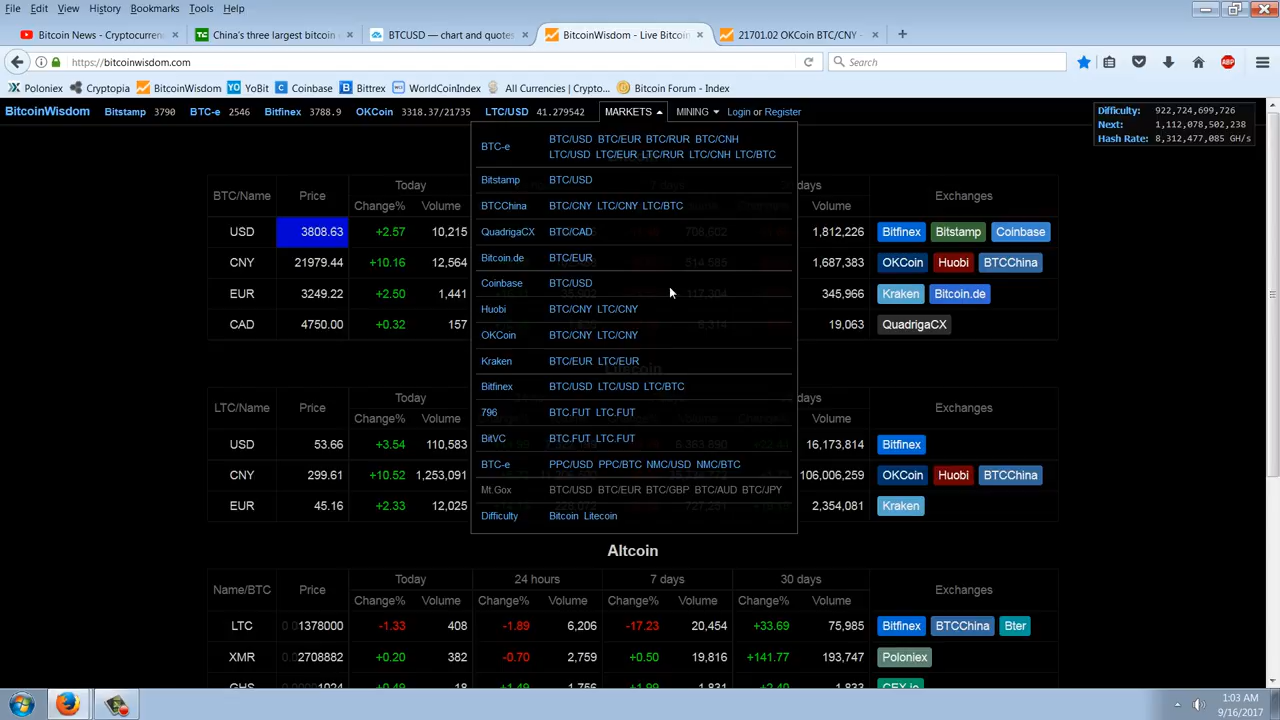 File Edit View History Bookmarks Tools Help
Bitcoin News - Cryptocurren × China's three largest bitcoin e × BTCUSD — chart and quotes × BitcoinWisdom - Live Bitcoin × 21701.02 OKCoin BTC/CNY - × +
https://bitcoinwisdom.com Search
Poloniex Cryptopia BitcoinWisdom YoBit Coinbase Bittrex WorldCoinIndex All Currencies | Crypto... Bitcoin Forum - Index
BitcoinWisdom Bitstamp 3790 BTC-e 2546 Bitfinex 3788.9 OKCoin 3318.37/21735 LTC/USD 41.279542 MARKETS MINING Login or Register
Difficulty: 922,724,699,726
Next: 1,112,078,502,238
Hash Rate: 8,312,477,085 GH/s
BTC-e BTC/USD BTC/EUR BTC/RUR BTC/CNH
LTC/USD LTC/EUR LTC/RUR LTC/CNH LTC/BTC
Bitstamp BTC/USD
BTCChina BTC/CNY LTC/CNY LTC/BTC
QuadrigaCX BTC/CAD
Bitcoin.de BTC/EUR
Coinbase BTC/USD
Huobi BTC/CNY LTC/CNY
OKCoin BTC/CNY LTC/CNY
Kraken BTC/EUR LTC/EUR
Bitfinex BTC/USD LTC/USD LTC/BTC
796 BTC.FUT LTC.FUT
BitVC BTC.FUT LTC.FUT
BTC-e PPC/USD PPC/BTC NMC/USD NMC/BTC
Mt.Gox BTC/USD BTC/EUR BTC/GBP BTC/AUD BTC/JPY
Difficulty Bitcoin Litecoin
BTC/Name Price Today days Exchanges
Change% Volume Volume
USD 3808.63 +2.57 10,215 1,812,226 Bitfinex Bitstamp Coinbase
CNY 21979.44 +10.16 12,564 1,687,383 OKCoin Huobi BTCChina
EUR 3249.22 +2.50 1,441 345,966 Kraken Bitcoin.de
CAD 4750.00 +0.32 157 19,063 QuadrigaCX
LTC/Name Price Today days Exchanges
Change% Volume Volume
USD 53.66 +3.54 110,583 16,173,814 Bitfinex
CNY 299.61 +10.52 1,253,091 106,006,259 OKCoin Huobi BTCChina
EUR 45.16 +2.33 12,025 2,354,081 Kraken
Altcoin
Name/BTC Price Today 24 hours 7 days 30 days Exchanges
Change% Volume Change% Volume Change% Volume Change% Volume
LTC 0.01378000 -1.33 408 -1.89 6,206 -17.23 20,454 +33.69 75,985 Bitfinex BTCChina Bter
XMR 0.02708882 +0.20 382 -0.70 2,759 +0.50 19,816 +141.77 193,747 Poloniex
1:03 AM
9/16/2017